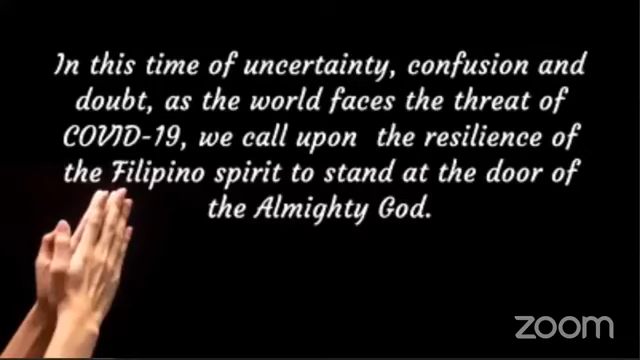 In this time of uncertainty, confusion and
doubt, as the world faces the threat of
COVID-19, we call upon the resilience of
the Filipino spirit to stand at the door of
the Almighty God.
zoom